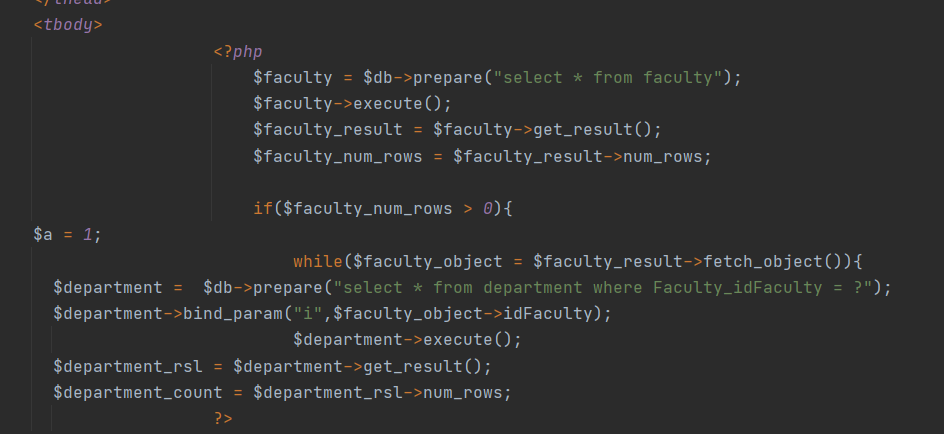 </thead>
<tbody>
<?php
$faculty = $db->prepare("select * from faculty");
$faculty->execute();
$faculty_result = $faculty->get_result();
$faculty_num_rows = $faculty_result->num_rows;
if($faculty_num_rows > 0){
$a = 1;
while($faculty_object = $faculty_result->fetch_object()){
$department =  $db->prepare("select * from department where Faculty_idFaculty = ?");
$department->bind_param("i",$faculty_object->idFaculty);
$department->execute();
$department_rsl = $department->get_result();
$department_count = $department_rsl->num_rows;
?>